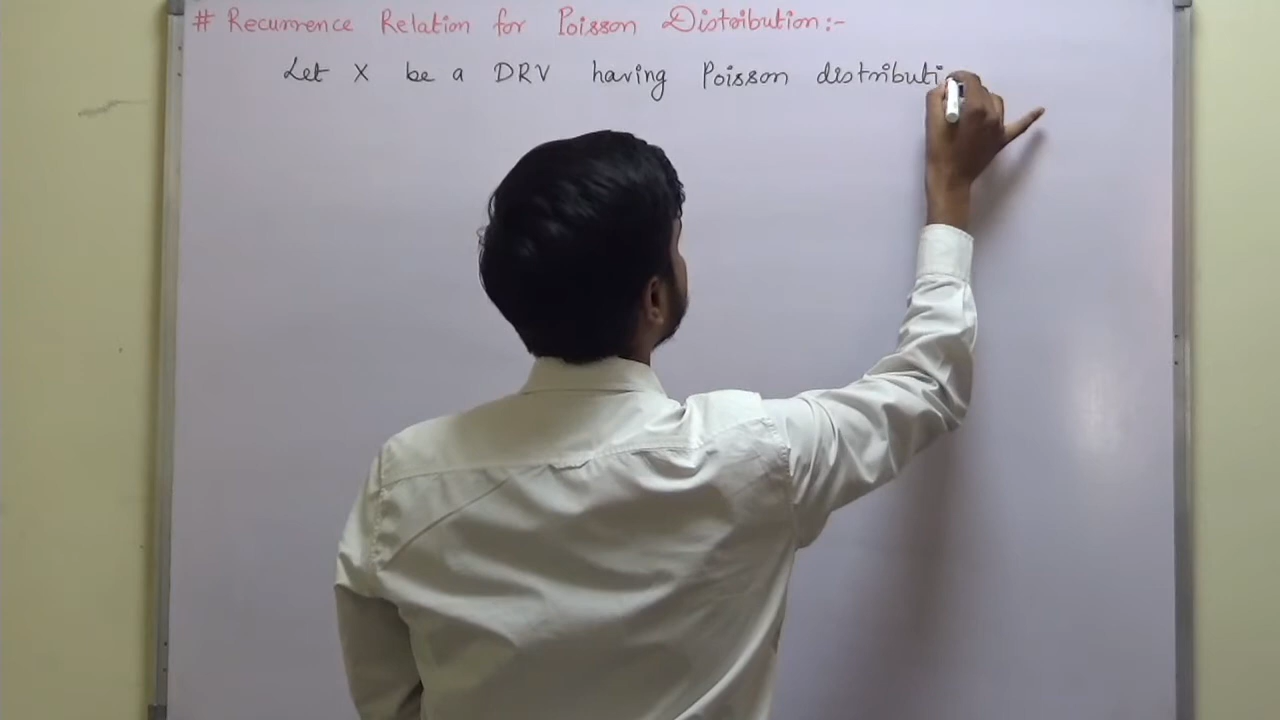 # Recurrence Relation for Poisson Distribution:-
Let X be a DRV having Poisson distributi